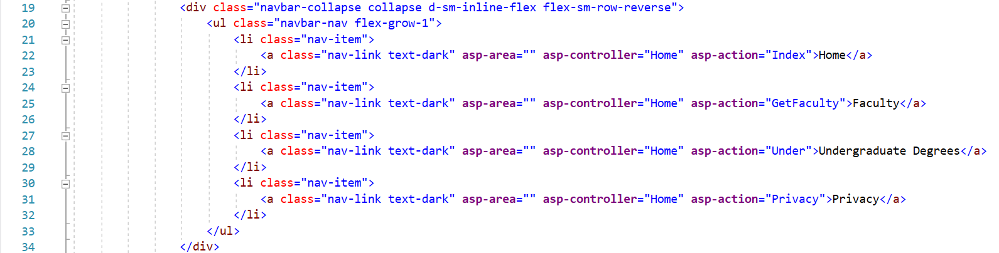 19 <div class="navbar-collapse collapse d-sm-inline-flex flex-sm-row-reverse">
20 <ul class="navbar-nav flex-grow-1">
21 <li class="nav-item">
22 <a class="nav-link text-dark" asp-area="" asp-controller="Home" asp-action="Index">Home</a>
23 </li>
24 <li class="nav-item">
25 <a class="nav-link text-dark" asp-area="" asp-controller="Home" asp-action="GetFaculty">Faculty</a>
26 </li>
27 <li class="nav-item">
28 <a class="nav-link text-dark" asp-area="" asp-controller="Home" asp-action="Under">Undergraduate Degrees</a>
29 </li>
30 <li class="nav-item">
31 <a class="nav-link text-dark" asp-area="" asp-controller="Home" asp-action="Privacy">Privacy</a>
32 </li>
33 </ul>
34 </div>